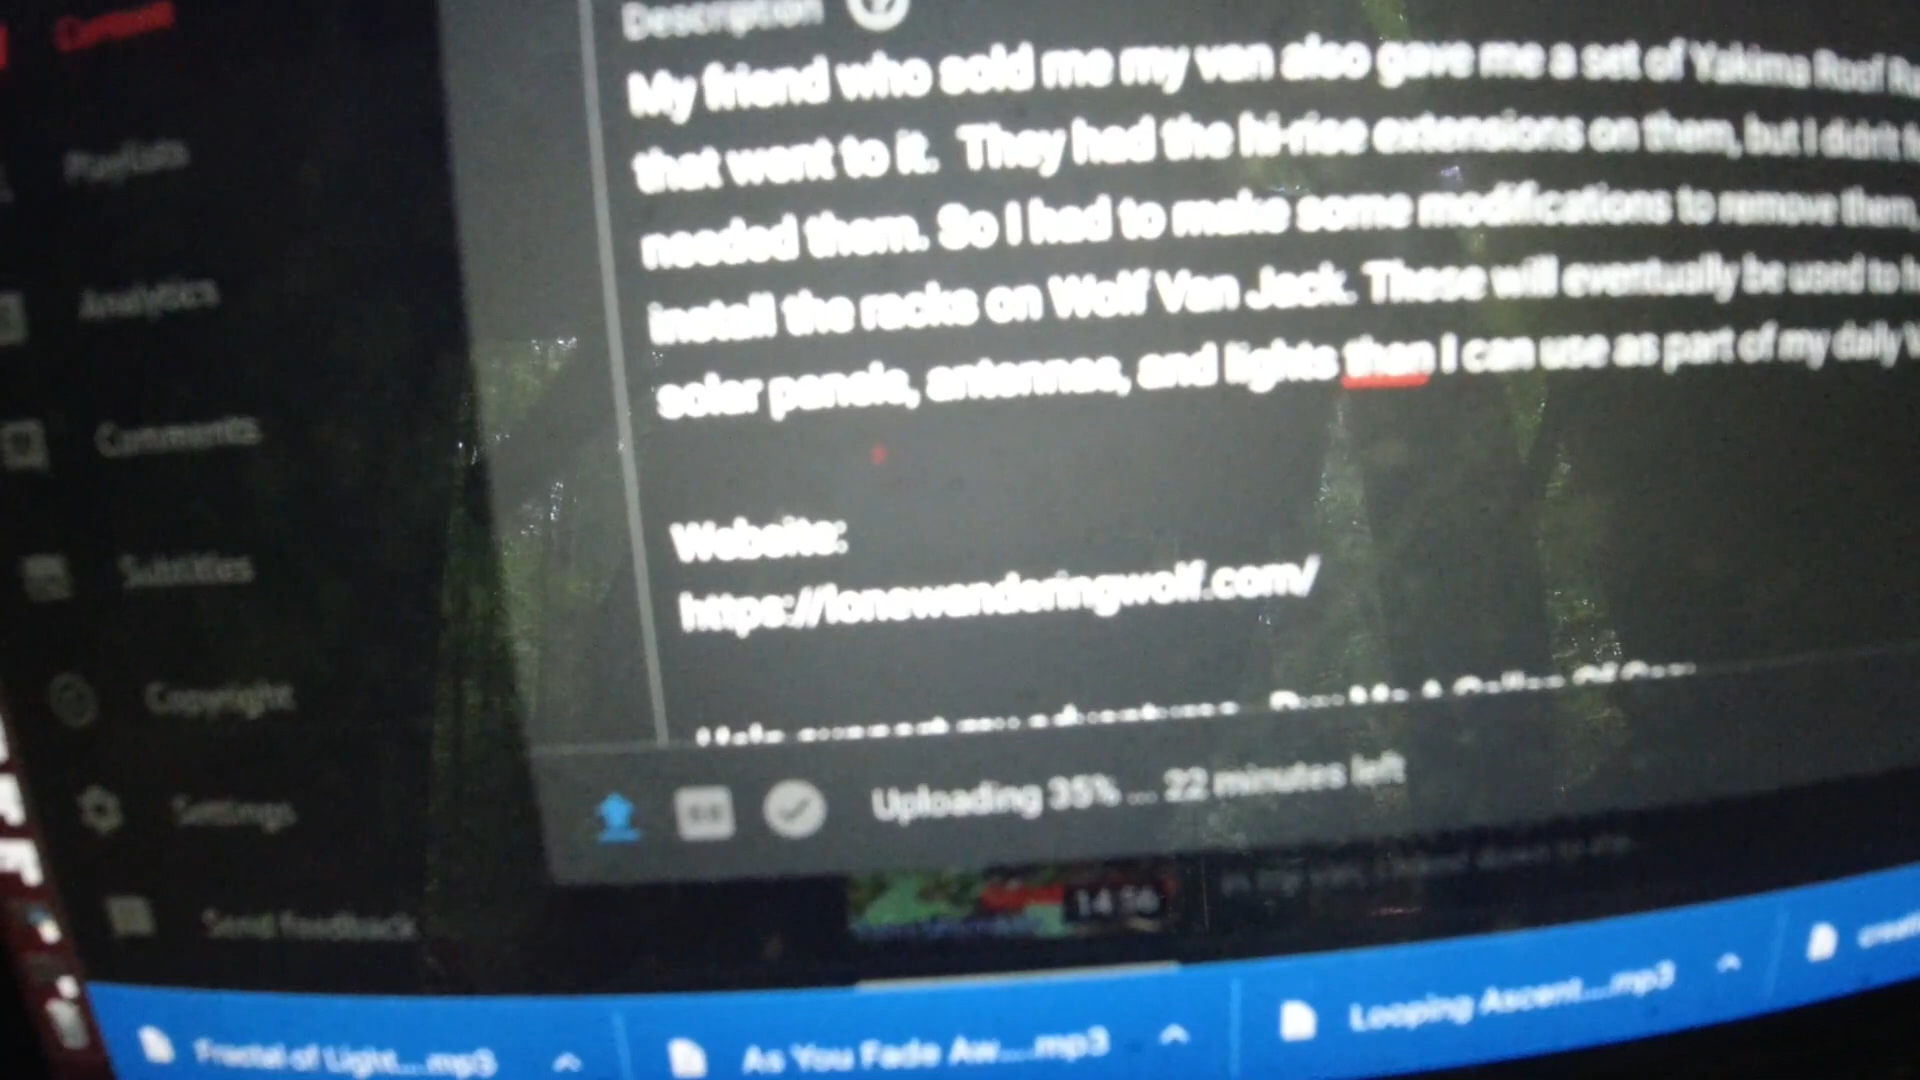 Content
Description
My friend who sold me my van also gave me a set of Yakima Roof
that went to it. They had the hi-rise extensions on them, but I didn't
needed them. So I had to make some modifications to remove them,
install the racks on Wolf Van Jack. These will eventually be used to
solar panels, antennas, and lights than I can use as part of my daily
Playlists
Analytics
Comments
Subtitles
Copyright
Settings
Send feedback
Website:
https://lonewanderingwolf.com/
Uploading 35% ... 22 minutes left
14:56
Fractal of Light....mp3
As You Fade Aw....mp3
Looping Ascent....mp3